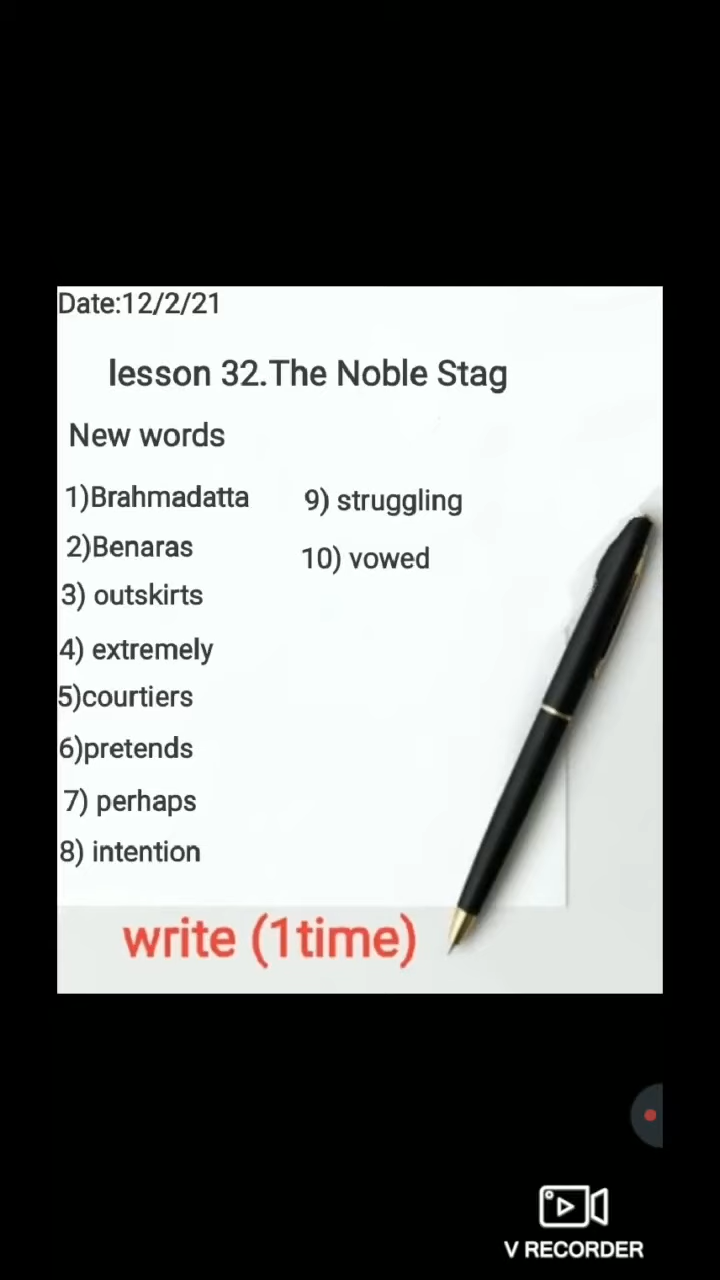 Date:12/2/21
lesson 32.The Noble Stag
New words
1)Brahmadatta
2)Benaras
3) outskirts
4) extremely
5)courtiers
6)pretends
7) perhaps
8) intention
9) struggling
10) vowed
write (1time)
V RECORDER